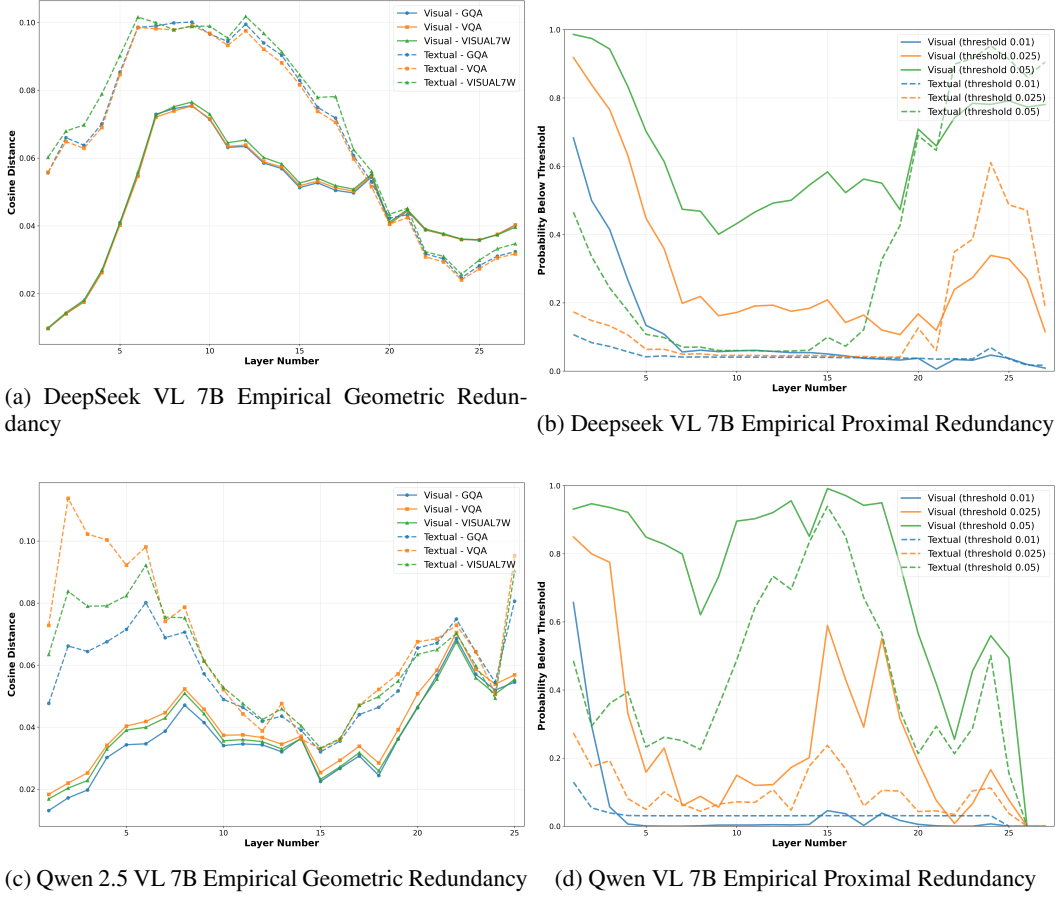 0.10
0.08
0.06
0.04
0.02
Cosine Distance
5
10
15
20
25
Layer Number
Visual - GQA
Visual - VQA
Visual - VISUAL7W
Textual - GQA
Textual - VQA
Textual - VISUAL7W
(a) DeepSeek VL 7B Empirical Geometric Redun-
dancy
1.0
0.8
0.6
0.4
0.2
0.0
Probability Below Threshold
5
10
15
20
25
Layer Number
Visual (threshold 0.01)
Visual (threshold 0.025)
Visual (threshold 0.05)
Textual (threshold 0.01)
Textual (threshold 0.025)
Textual (threshold 0.05)
(b) Deepseek VL 7B Empirical Proximal Redundancy
0.10
0.08
0.06
0.04
0.02
Cosine Distance
5
10
15
20
25
Layer Number
Visual - GQA
Visual - VQA
Visual - VISUAL7W
Textual - GQA
Textual - VQA
Textual - VISUAL7W
(c) Qwen 2.5 VL 7B Empirical Geometric Redundancy
1.0
0.8
0.6
0.4
0.2
0.0
Probability Below Threshold
5
10
15
20
25
Layer Number
Visual (threshold 0.01)
Visual (threshold 0.025)
Visual (threshold 0.05)
Textual (threshold 0.01)
Textual (threshold 0.025)
Textual (threshold 0.05)
(d) Qwen VL 7B Empirical Proximal Redundancy